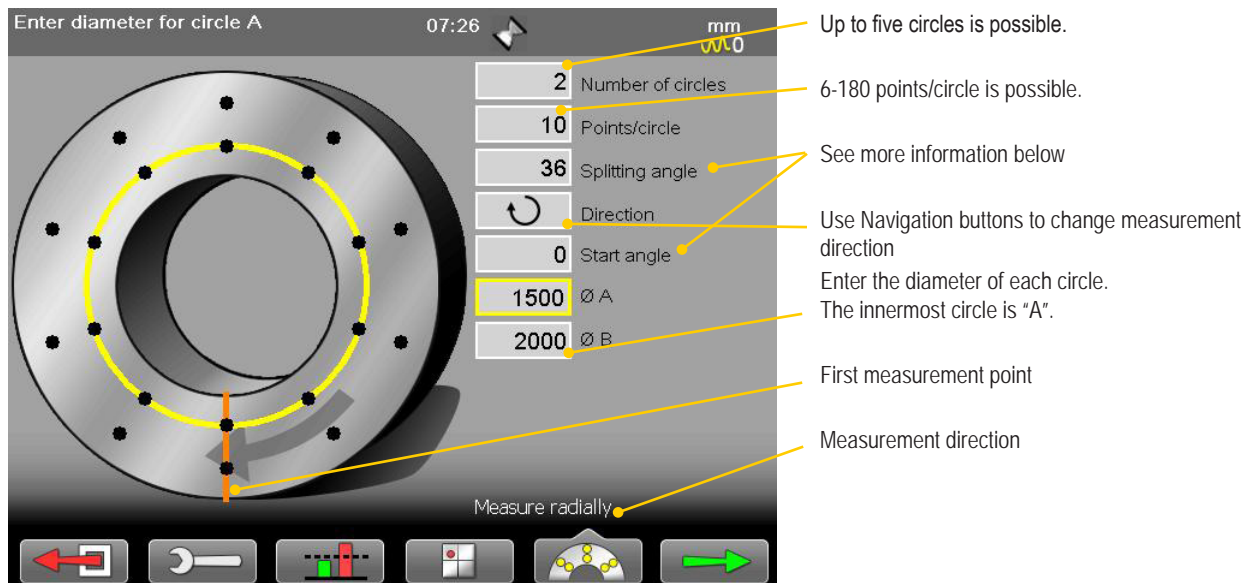 Enter diameter for circle A
07:26
mm
0
2 Number of circles
10 Points/circle
36 Splitting angle
Direction
0 Start angle
1500 Ø A
2000 Ø B
Measure radially
Up to five circles is possible.
6-180 points/circle is possible.
See more information below
Use Navigation buttons to change measurement
direction
Enter the diameter of each circle.
The innermost circle is “A”.
First measurement point
Measurement direction